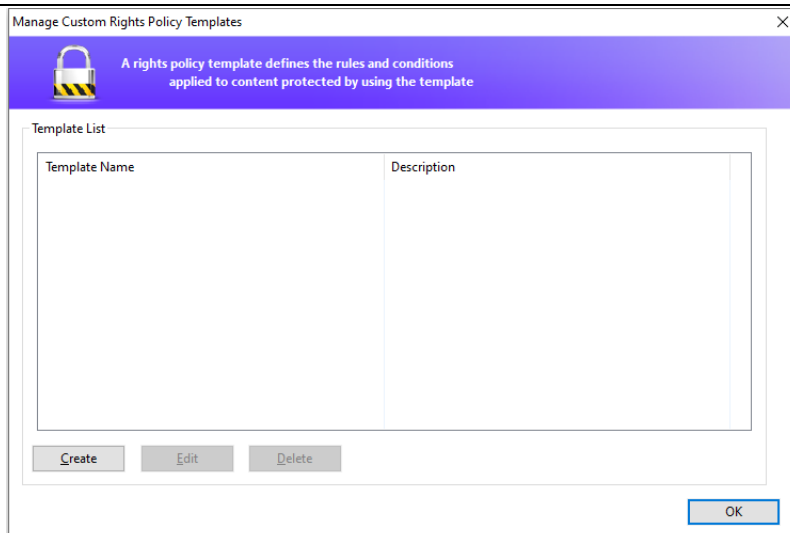 Manage Custom Rights Policy Templates
A rights policy template defines the rules and conditions
applied to content protected by using the template
Template List
Template Name Description
Create Edit Delete
OK